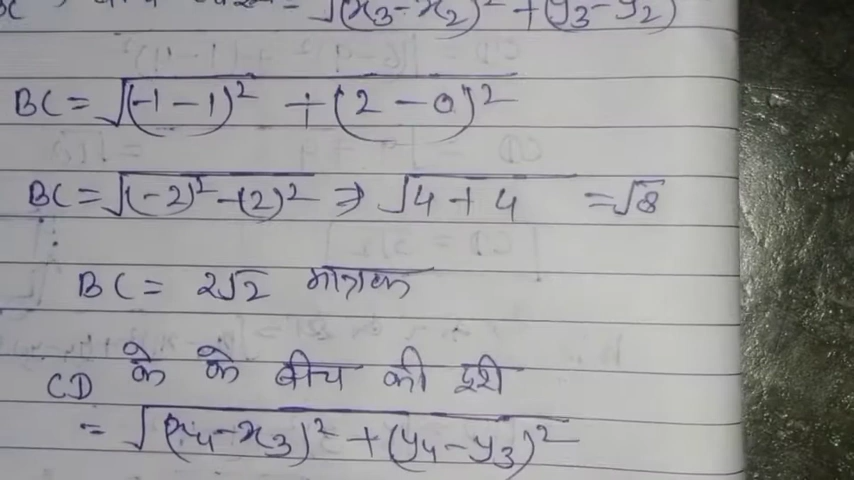 = √(x₃-x₂)² + (y₃-y₂)
BC = √(-1-1)² + (2-0)²
BC = √(-2)² -(2)² ⇒ √4+4 = √8
BC = 2√2 मात्रक
CD के के बीच की दूरी
= √(x₄-x₃)² + (y₄-y₃)²